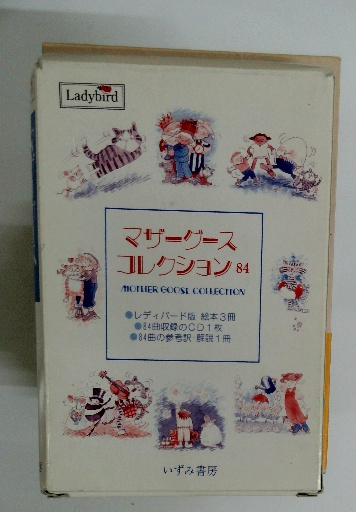 Ladybird
マザーグース
コレクション84
MOTHER GOOSE COLLECTION
●レディバード版 絵本3冊
●84曲収録のCD1枚
●84曲の参考訳・解説1冊
いずみ書房